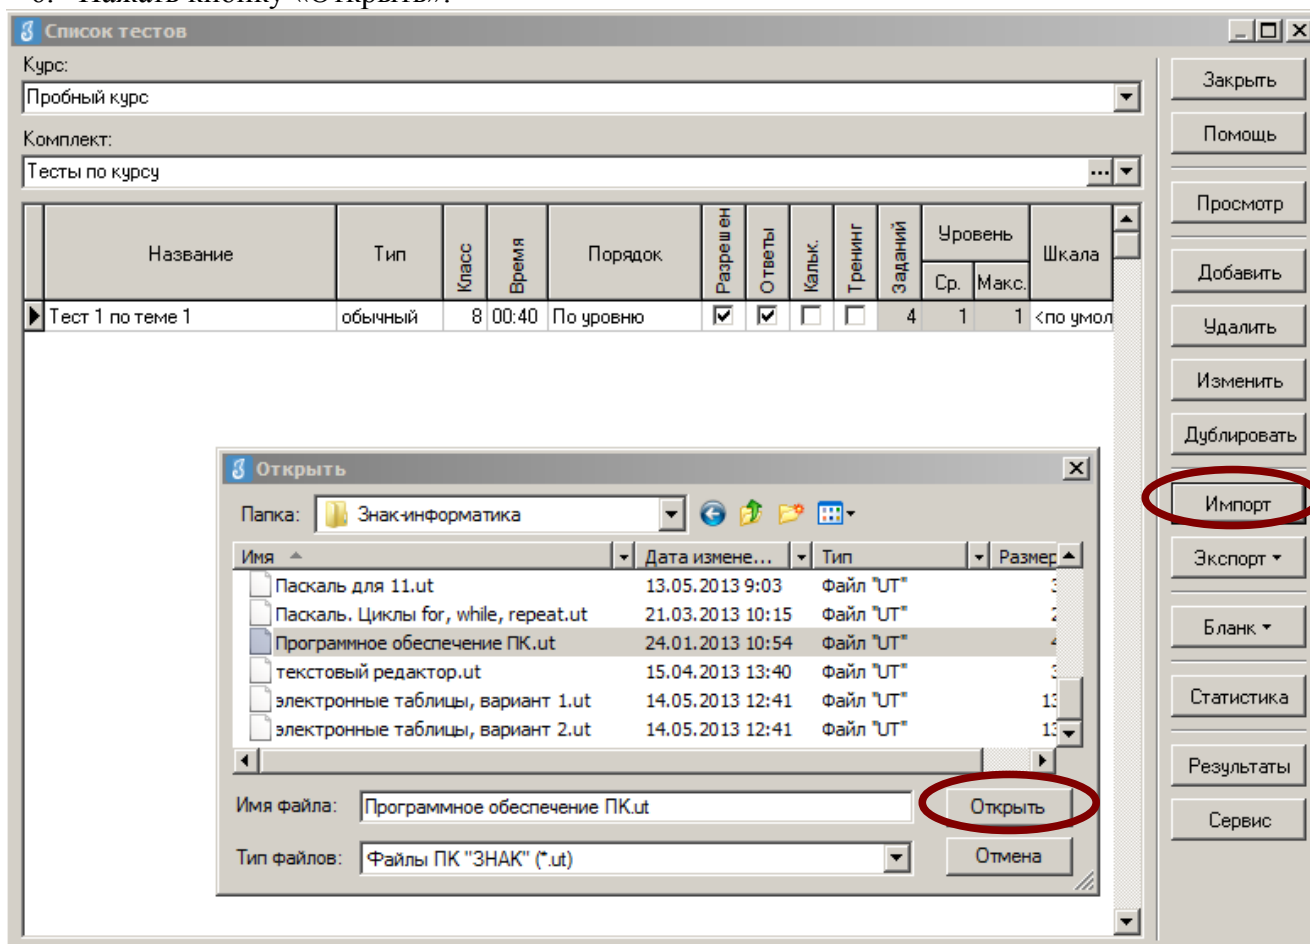 6. Нажать кнопку «Открыть».
Список тестов
Курс:
Пробный курс
Комплект:
Тесты по курсу
Название Тип Класс Время Порядок Разрешен Ответы Кальк. Тренинг Заданий Уровень Ср. Макс. Шкала
Тест 1 по теме 1 обычный 8 00:40 По уровню 4 1 1 <по умол
Закрыть
Помощь
Просмотр
Добавить
Удалить
Изменить
Дублировать
Импорт
Экспорт
Бланк
Статистика
Результаты
Сервис
Открыть
Папка: Знак-информатика
Имя Дата измене... Тип Размер
Паскаль для 11.ut 13.05.2013 9:03 Файл "UT"
Паскаль. Циклы for, while, repeat.ut 21.03.2013 10:15 Файл "UT"
Программное обеспечение ПК.ut 24.01.2013 10:54 Файл "UT"
текстовый редактор.ut 15.04.2013 13:40 Файл "UT"
электронные таблицы, вариант 1.ut 14.05.2013 12:41 Файл "UT" 13
электронные таблицы, вариант 2.ut 14.05.2013 12:41 Файл "UT" 13
Имя файла: Программное обеспечение ПК.ut Открыть
Тип файлов: Файлы ПК "ЗНАК" (*.ut) Отмена